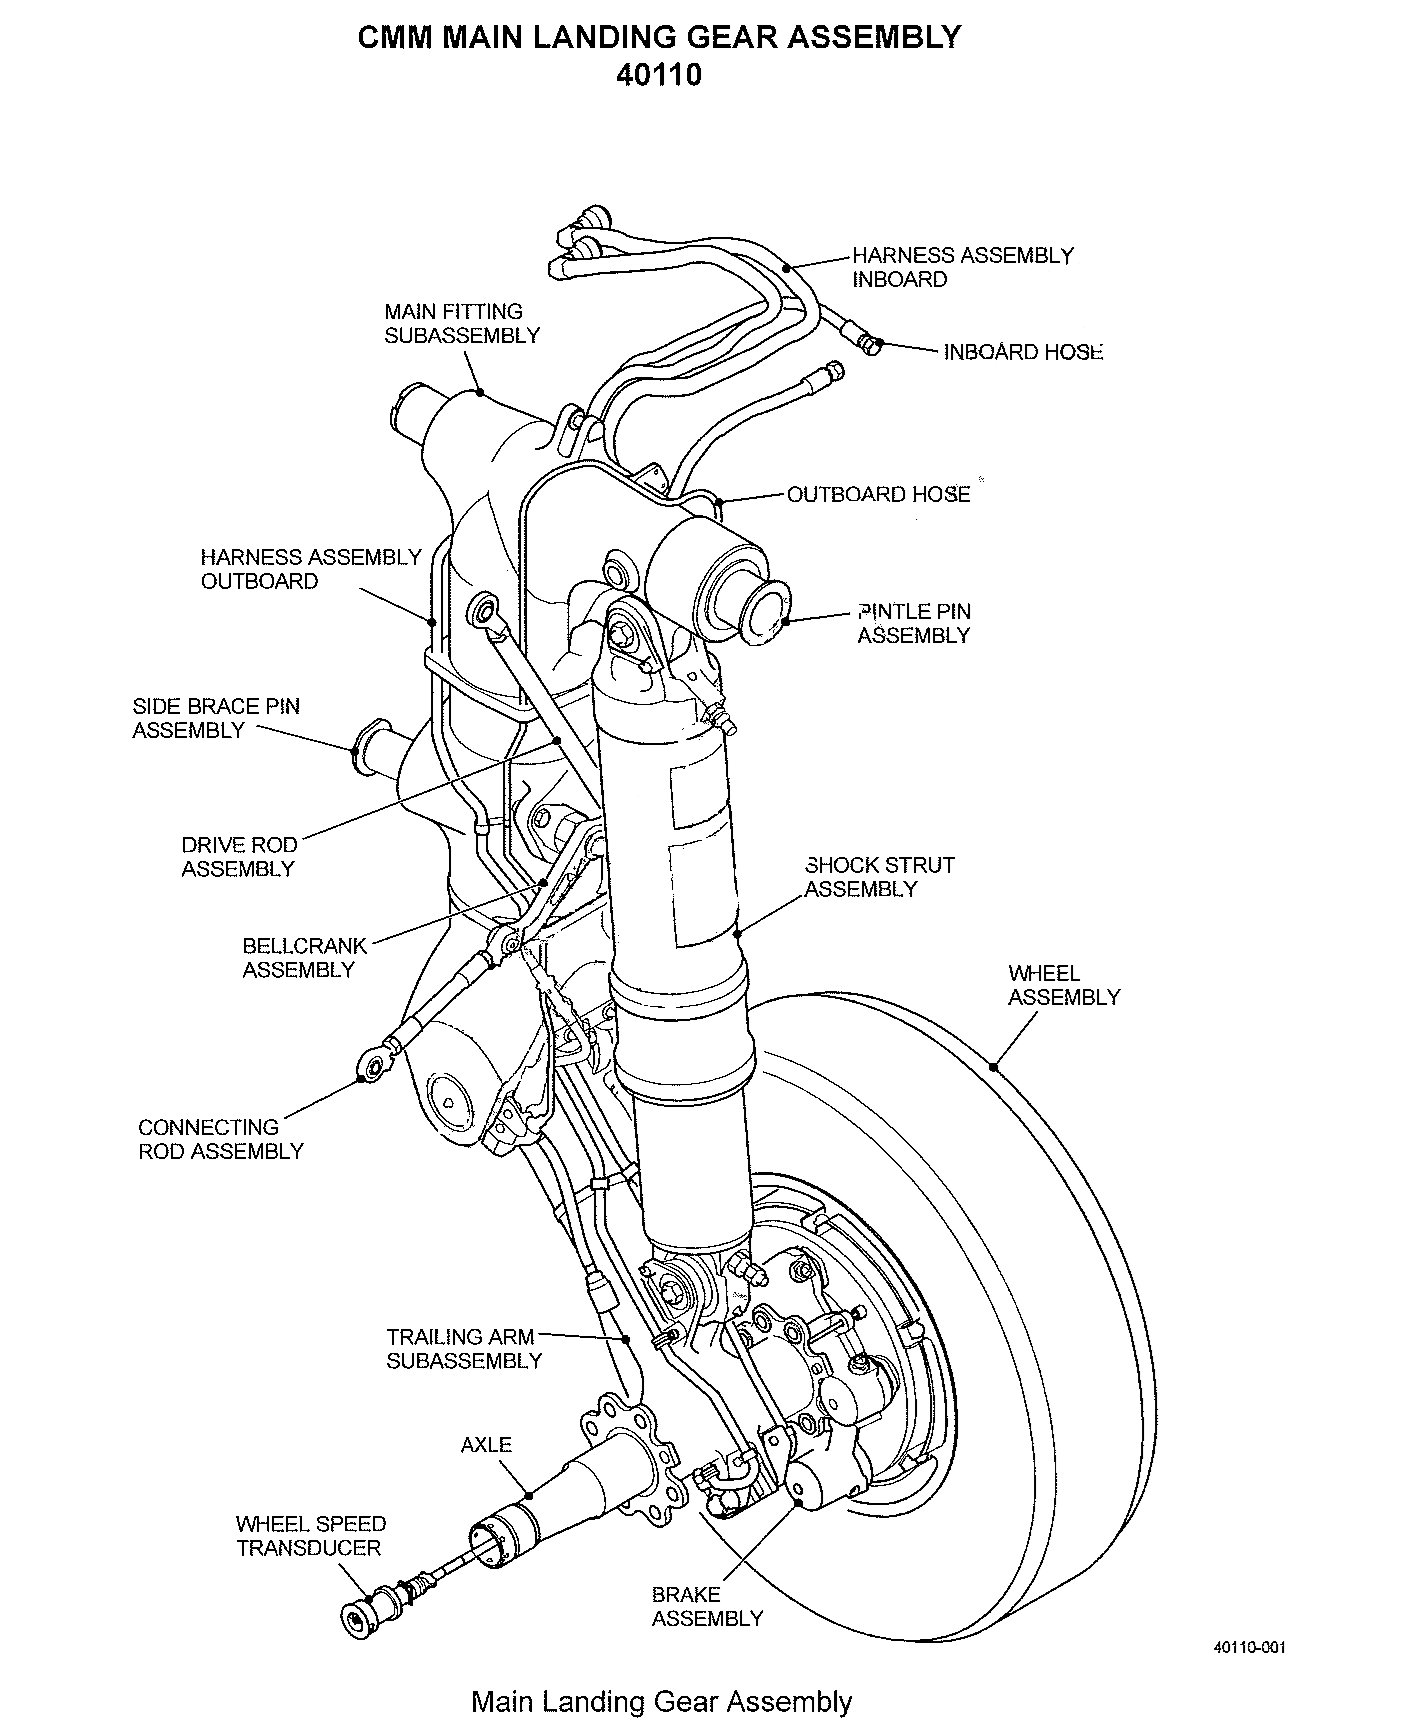 CMM MAIN LANDING GEAR ASSEMBLY
40110
HARNESS ASSEMBLY
INBOARD
MAIN FITTING
SUBASSEMBLY
INBOARD HOSE
OUTBOARD HOSE
HARNESS ASSEMBLY
OUTBOARD
PINTLE PIN
ASSEMBLY
SIDE BRACE PIN
ASSEMBLY
DRIVE ROD
ASSEMBLY
SHOCK STRUT
ASSEMBLY
BELLCRANK
ASSEMBLY
WHEEL
ASSEMBLY
CONNECTING
ROD ASSEMBLY
TRAILING ARM
SUBASSEMBLY
AXLE
WHEEL SPEED
TRANSDUCER
BRAKE
ASSEMBLY
40110-001
Main Landing Gear Assembly